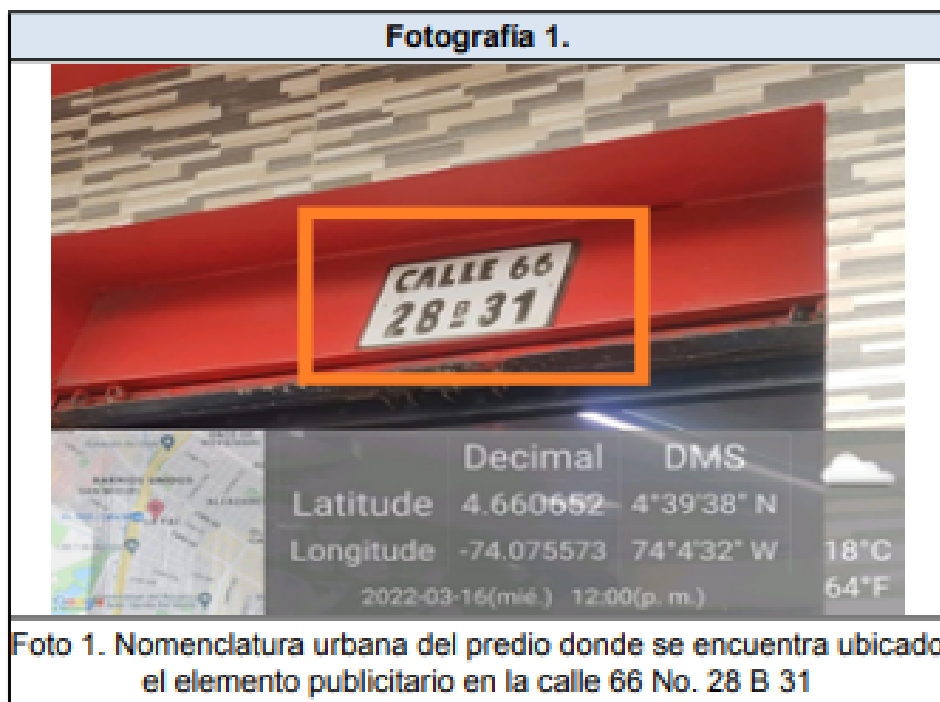 Fotografía 1.
CALLE 66
28 B 31
Decimal DMS
Latitude 4.660652 4°39'38" N
Longitude -74.075573 74°4'32" W
18°C
64°F
2022-03-16(mié.) 12:00(p. m.)
BARRIOS UNIDOS
Foto 1. Nomenclatura urbana del predio donde se encuentra ubicado
el elemento publicitario en la calle 66 No. 28 B 31